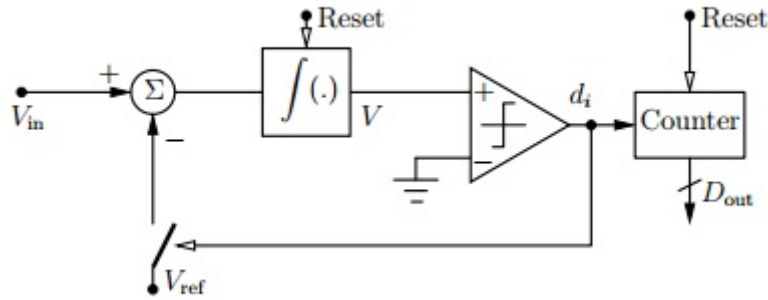 Reset
Reset
+
Σ
∫(.)
+
d_i
Counter
V_in
V
−
−
D_out
V_ref